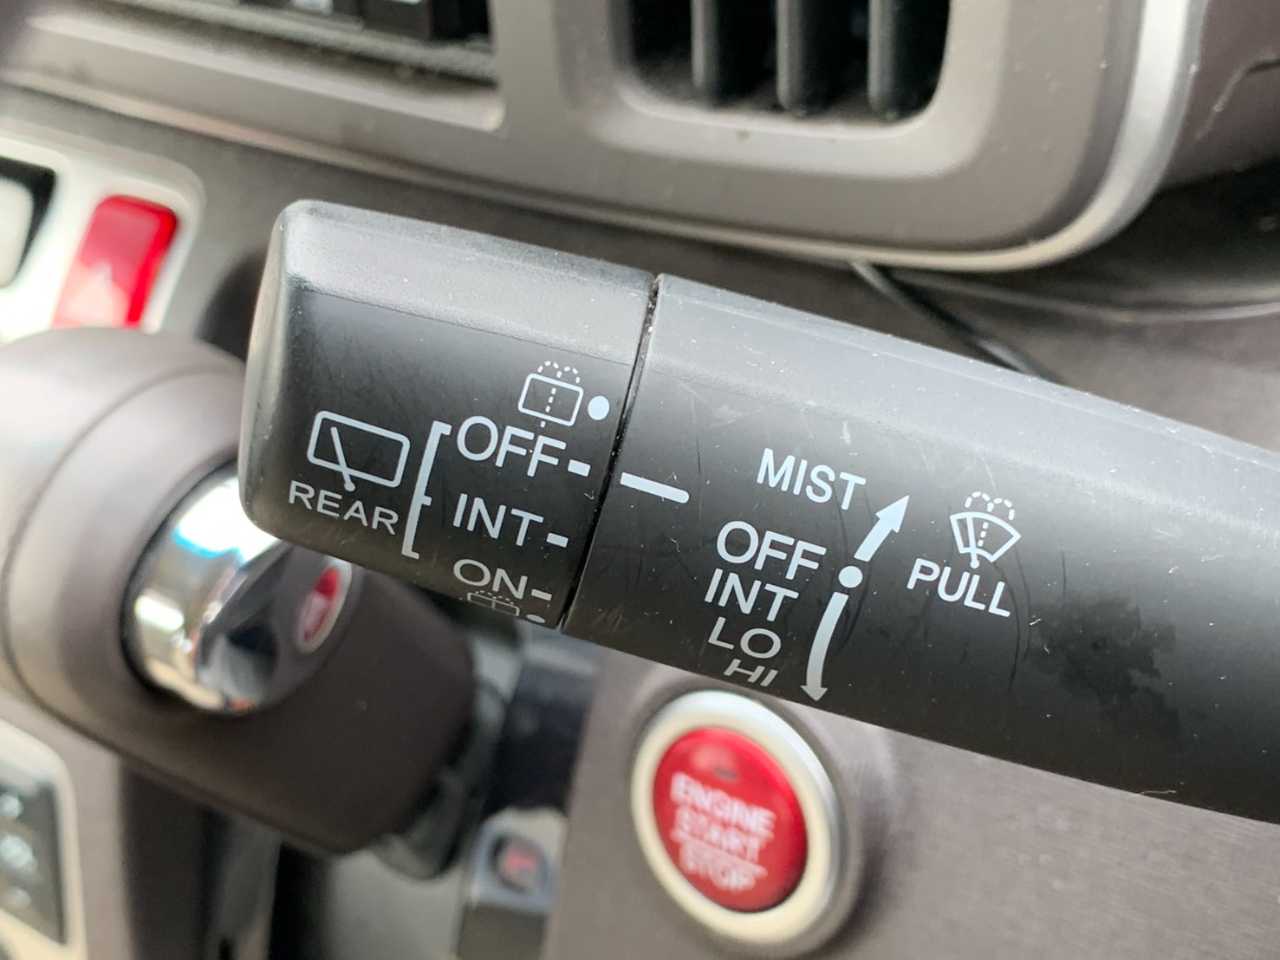 REAR
OFF
INT
ON
MIST
OFF
INT
LO
HI
PULL
ENGINE
START
STOP